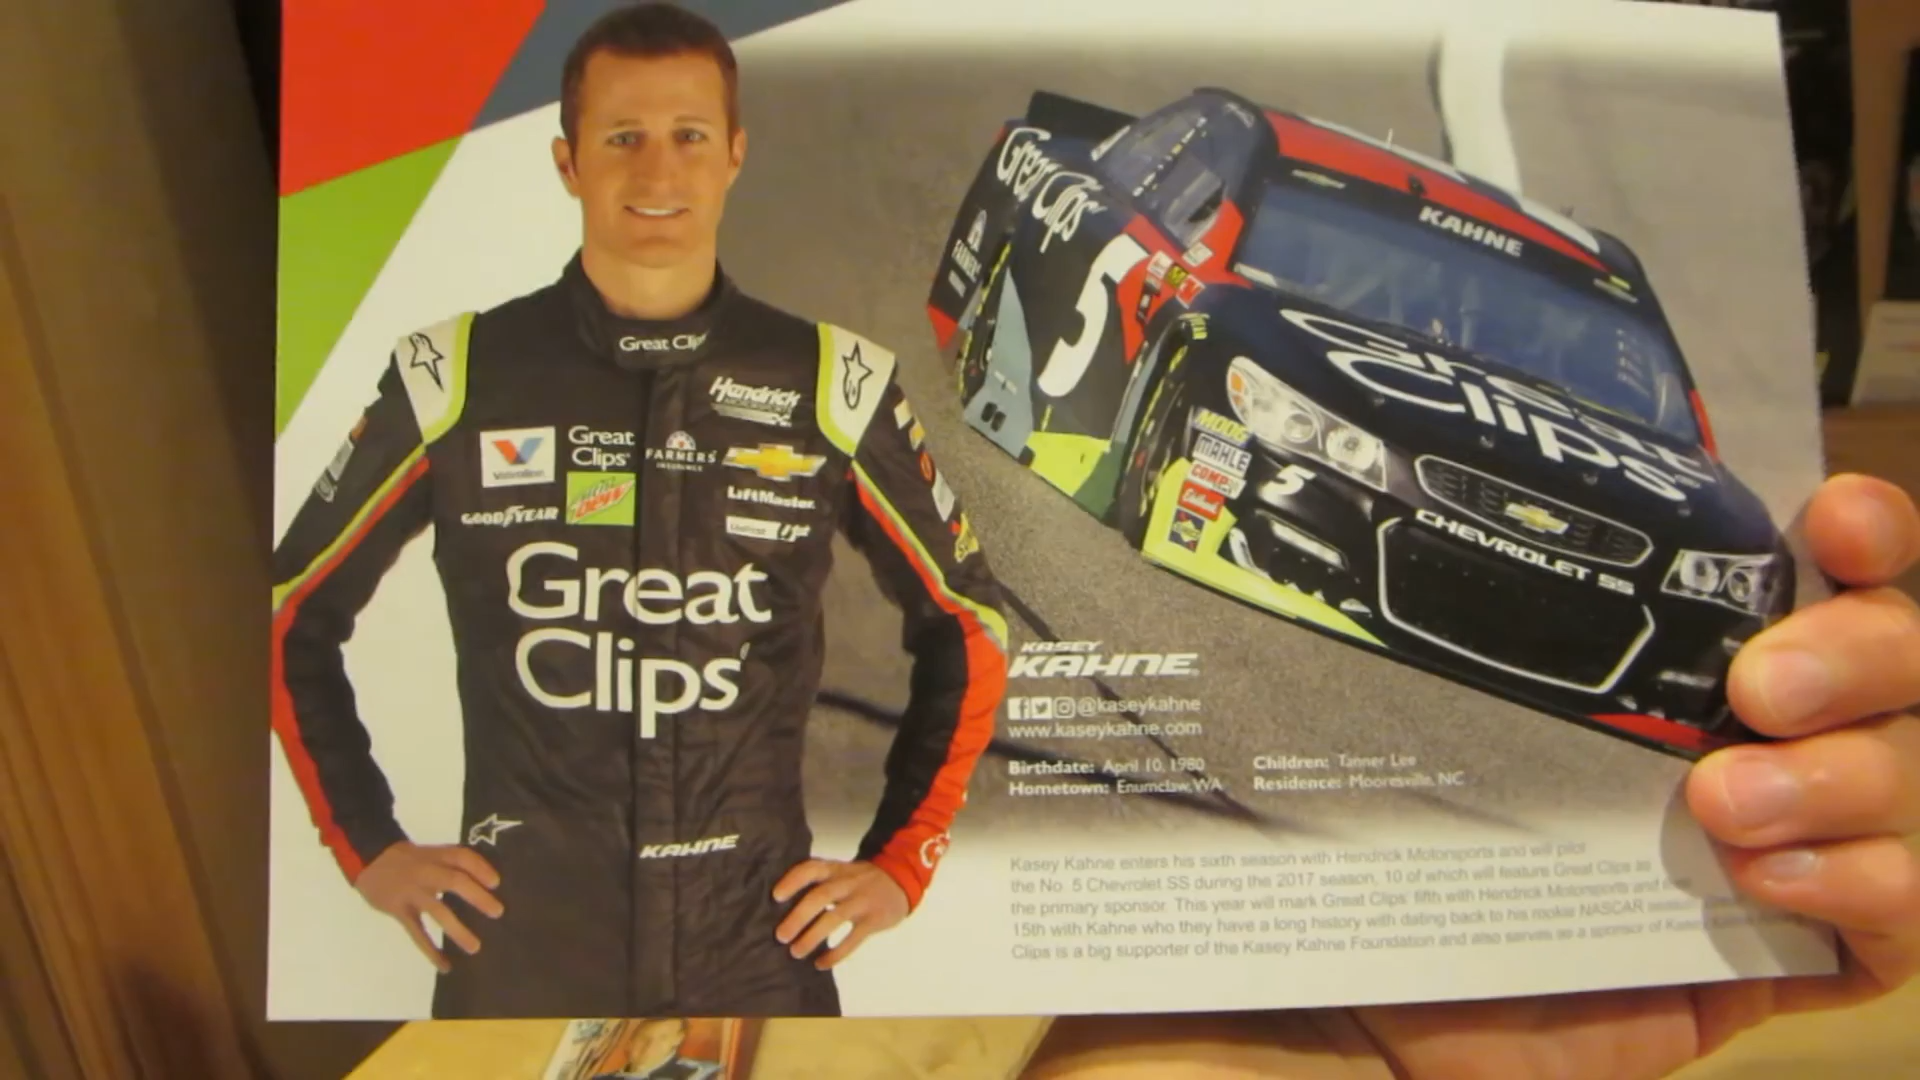 Great Clips
FARMERS
5
KAHNE
Great
Clips
MOOG
MAHLE
COMP
5
CHEVROLET SS
Great Clips
Hendrick
MOTORSPORTS
Valvoline
Great
Clips
FARMERS
INSURANCE
GOODYEAR
DEW
LiftMaster
Great
Clips
KAHNE
KASEY
KAHNE
@kaseykahne
www.kaseykahne.com
Birthdate: April 10, 1980
Hometown: Enumclaw, WA
Children: Tanner Lee
Residence: Mooresville, NC
Kasey Kahne enters his sixth season with Hendrick Motorsports and will pilot
the No. 5 Chevrolet SS during the 2017 season, 10 of which will feature Great Clips as
the primary sponsor. This year will mark Great Clips' fifth with Hendrick Motorsports and
15th with Kahne who they have a long history with dating back to his rookie NASCAR
Clips is a big supporter of the Kasey Kahne Foundation and also serves as a sponsor of